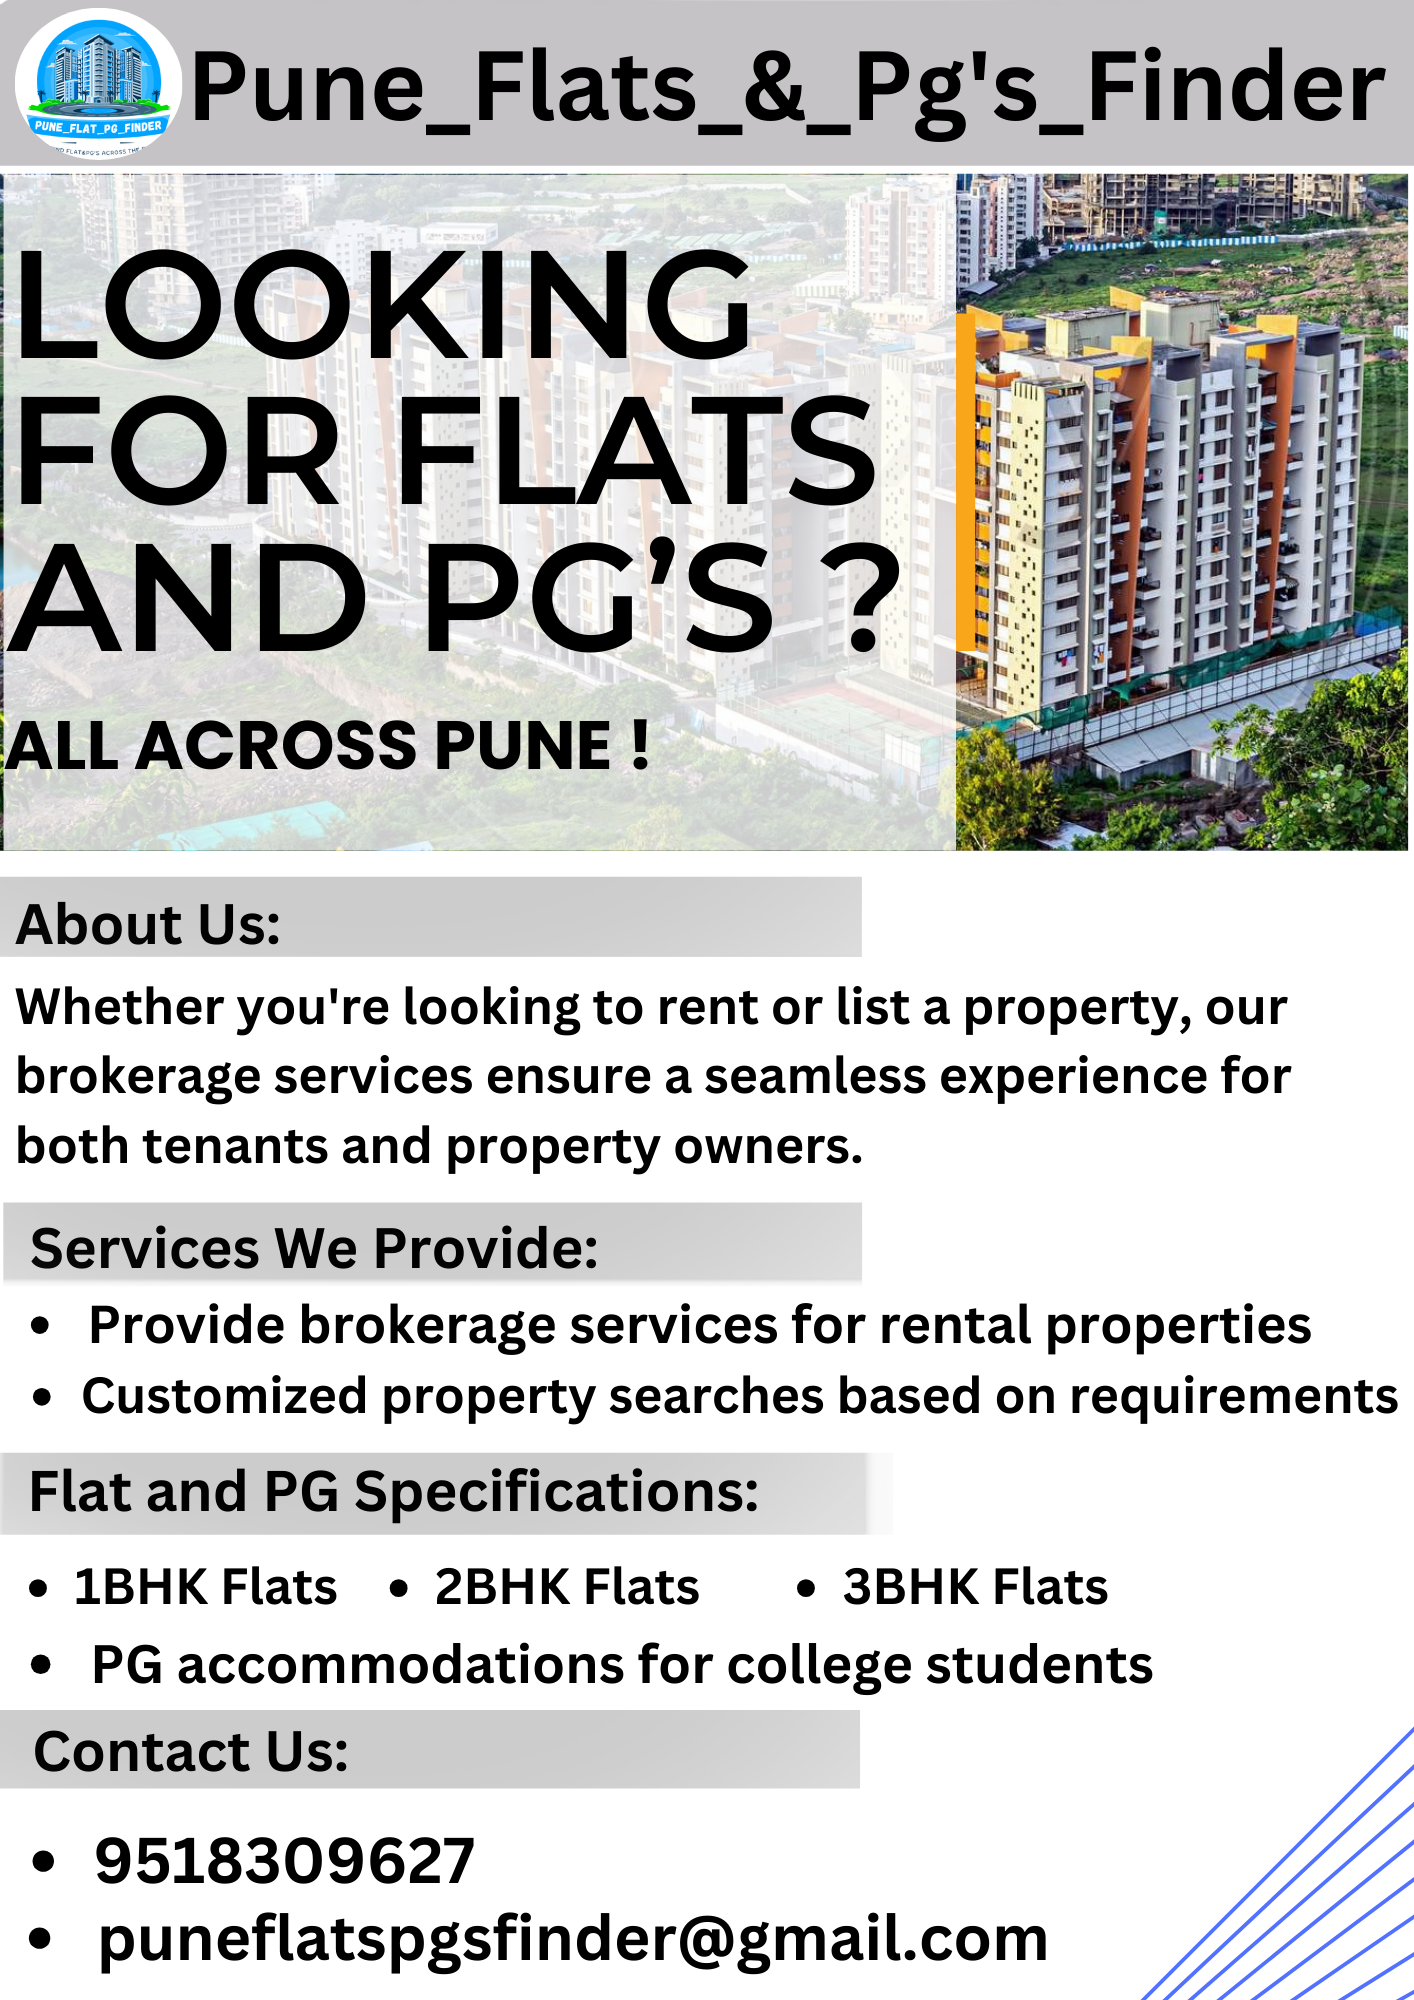 PUNE_FLAT_PG_FINDER
FLAT&PG'S ACROSS THE
Pune_Flats_&_Pg's_Finder
LOOKING
FOR FLATS
AND PG’S ?
ALL ACROSS PUNE !
About Us:
Whether you're looking to rent or list a property, our
brokerage services ensure a seamless experience for
both tenants and property owners.
Services We Provide:
• Provide brokerage services for rental properties
• Customized property searches based on requirements
Flat and PG Specifications:
• 1BHK Flats • 2BHK Flats • 3BHK Flats
• PG accommodations for college students
Contact Us:
• 9518309627
• puneflatspgsfinder@gmail.com